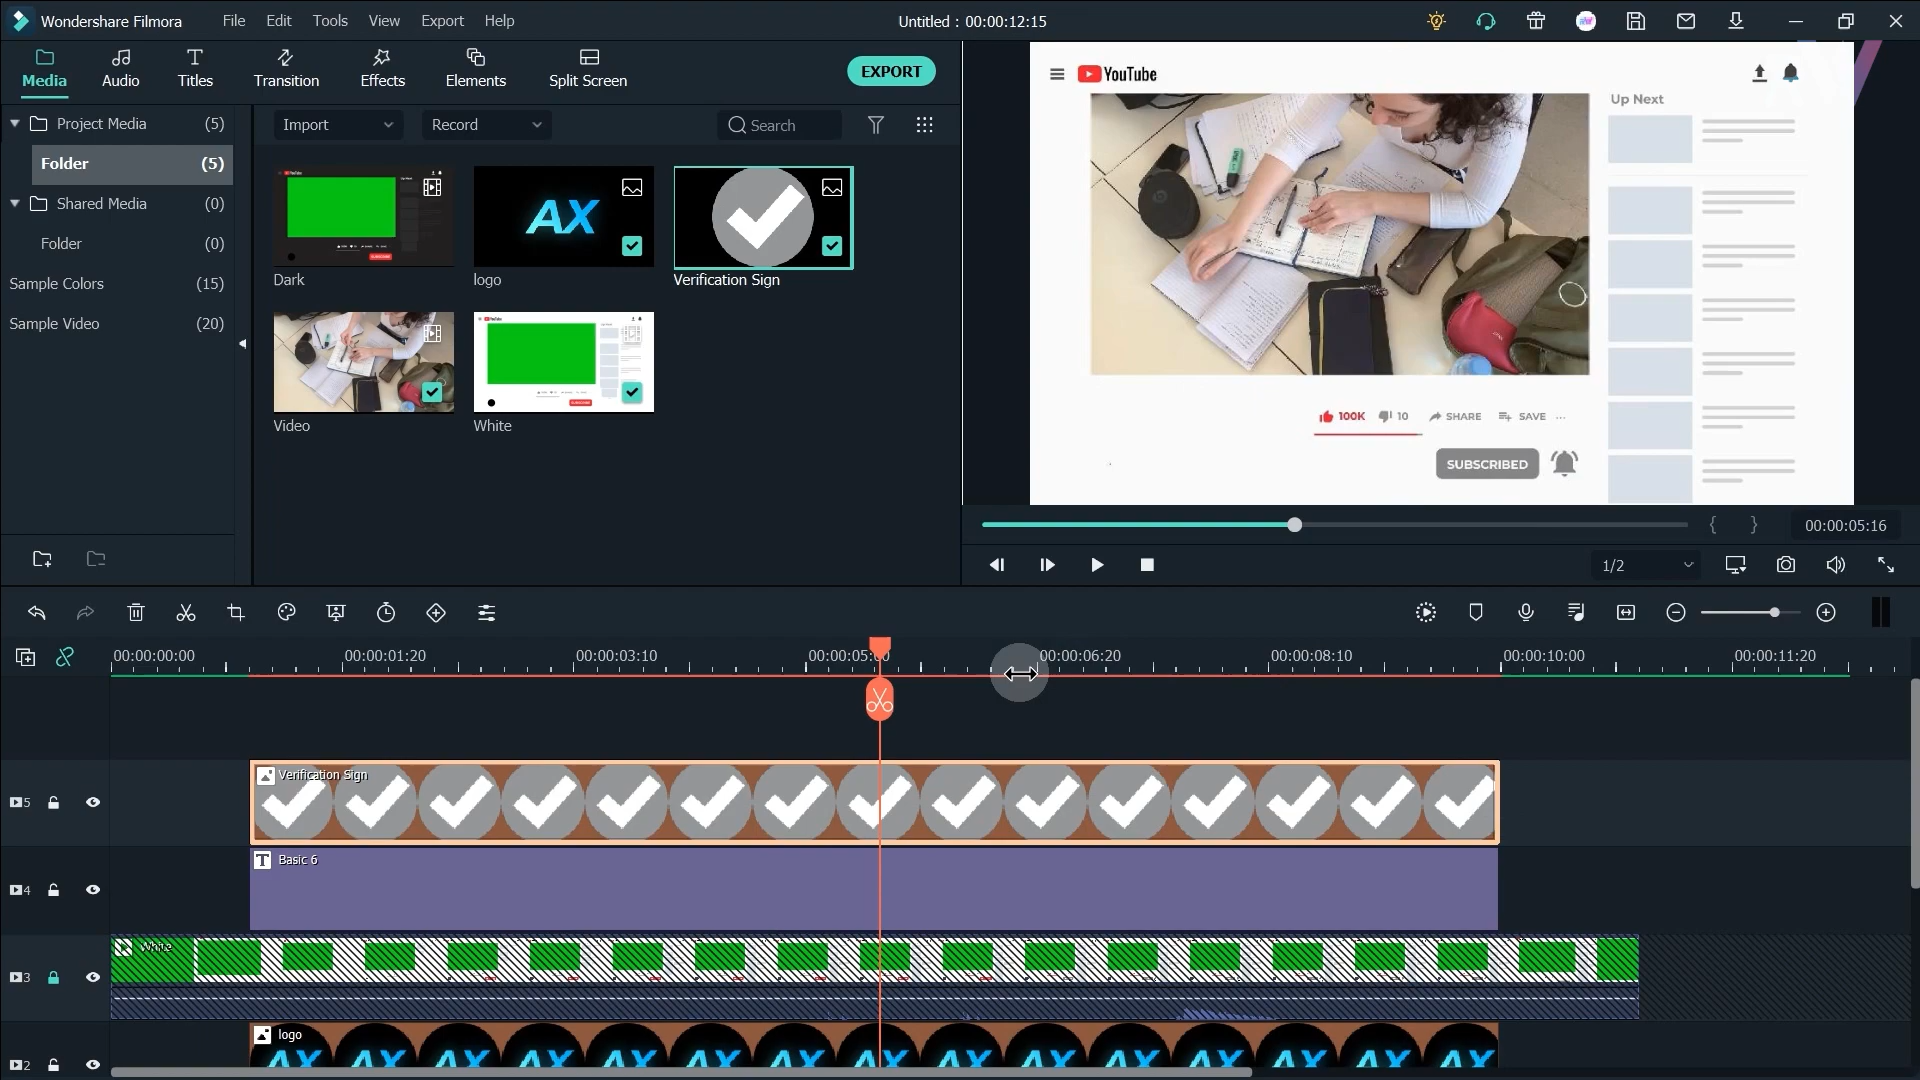 Wondershare Filmora
File Edit Tools View Export Help
Untitled : 00:00:12:15
Media Audio Titles Transition Effects Elements Split Screen
EXPORT
Project Media (5)
Folder (5)
Shared Media (0)
Folder (0)
Sample Colors (15)
Sample Video (20)
Import Record Search
AX
Dark logo Verification Sign
Video White
YouTube
Up Next
100K 10 SHARE SAVE ...
SUBSCRIBED
{ } 00:00:05:16
1/2
00:00:00:00 00:00:01:20 00:00:03:10 00:00:05:00 00:00:06:20 00:00:08:10 00:00:10:00 00:00:11:20
5 Verification Sign
4 T Basic 6
3 White
2 logo
AX AX AX AX AX AX AX AX AX AX AX AX AX AX AX